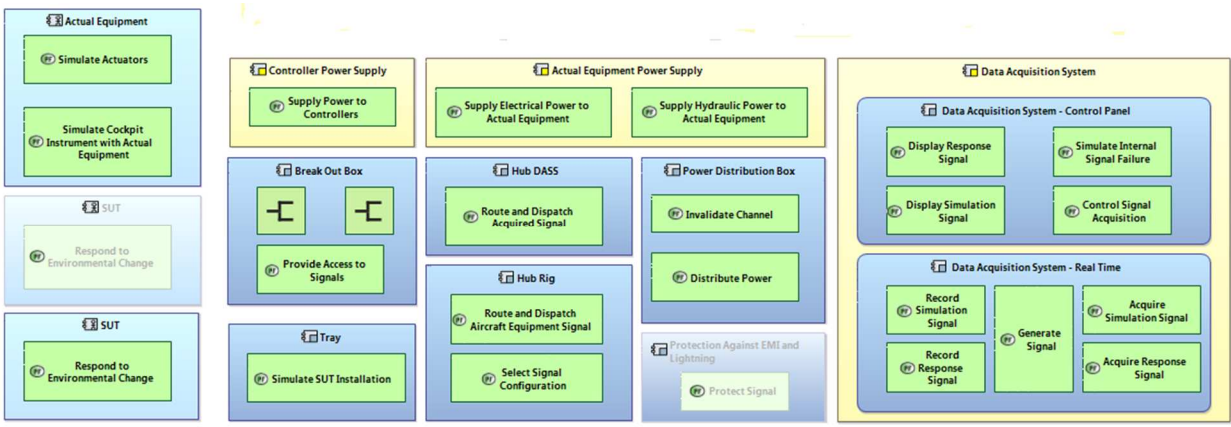 Actual Equipment
Simulate Actuators
Simulate Cockpit
Instrument with Actual
Equipment
SUT
Respond to
Environmental Change
SUT
Respond to
Environmental Change
Controller Power Supply
Supply Power to
Controllers
Break Out Box
Provide Access to
Signals
Tray
Simulate SUT Installation
Actual Equipment Power Supply
Supply Electrical Power to
Actual Equipment
Supply Hydraulic Power to
Actual Equipment
Hub DASS
Route and Dispatch
Acquired Signal
Hub Rig
Route and Dispatch
Aircraft Equipment Signal
Select Signal
Configuration
Power Distribution Box
Invalidate Channel
Distribute Power
Protection Against EMI and
Lightning
Protect Signal
Data Acquisition System
Data Acquisition System - Control Panel
Display Response
Signal
Simulate Internal
Signal Failure
Display Simulation
Signal
Control Signal
Acquisition
Data Acquisition System - Real Time
Record
Simulation
Signal
Record
Response
Signal
Generate
Signal
Acquire
Simulation Signal
Acquire Response
Signal